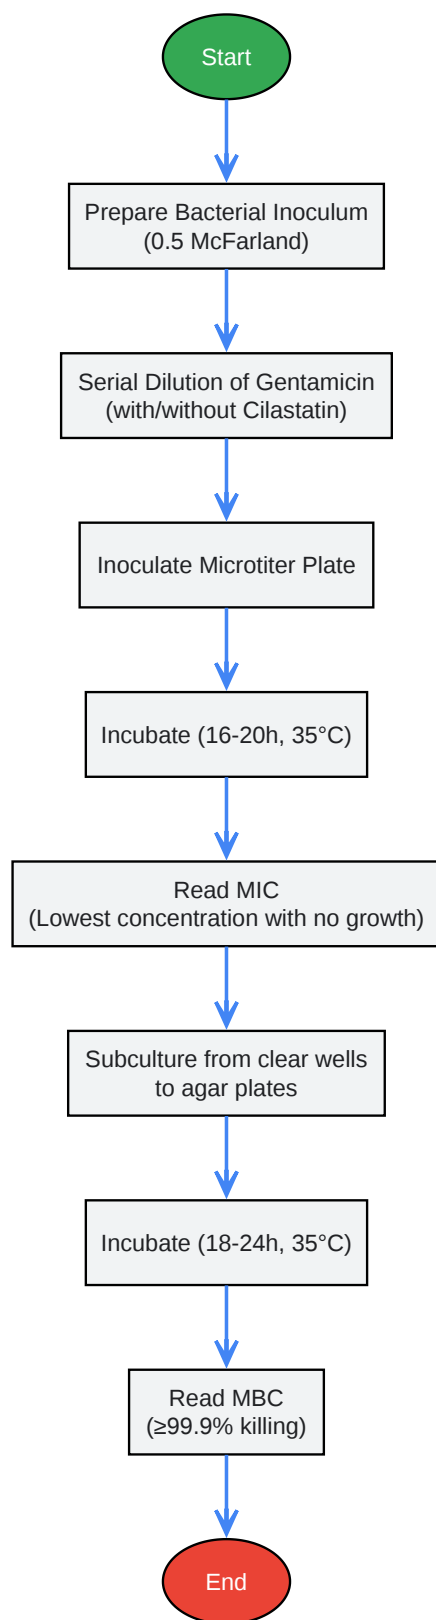 Start
Prepare Bacterial Inoculum
(0.5 McFarland)
Serial Dilution of Gentamicin
(with/without Cilastatin)
Inoculate Microtiter Plate
Incubate (16-20h, 35°C)
Read MIC
(Lowest concentration with no growth)
Subculture from clear wells
to agar plates
Incubate (18-24h, 35°C)
Read MBC
(≥99.9% killing)
End